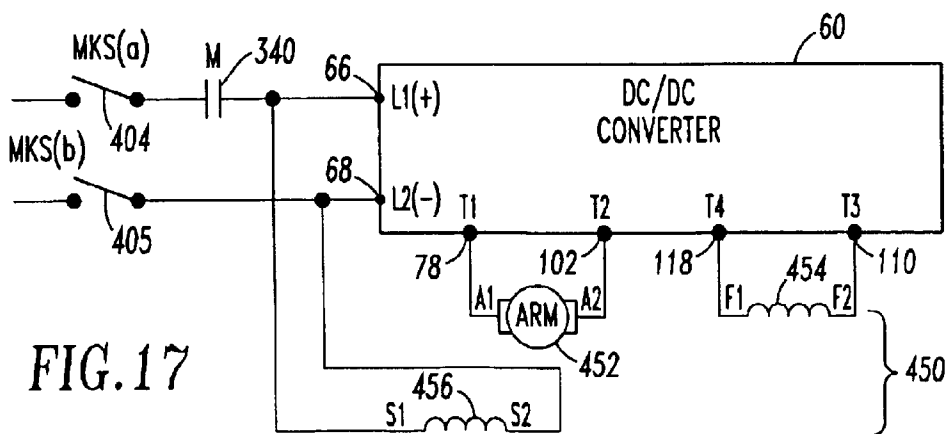 MKS(a)
M
340
60
66
L1(+)
DC/DC
CONVERTER
404
MKS(b)
68
L2(-)
405
T1
T2
T4
T3
78
102
118
454
110
A1
ARM
A2
F1
F2
452
450
FIG.17
456
S1
S2